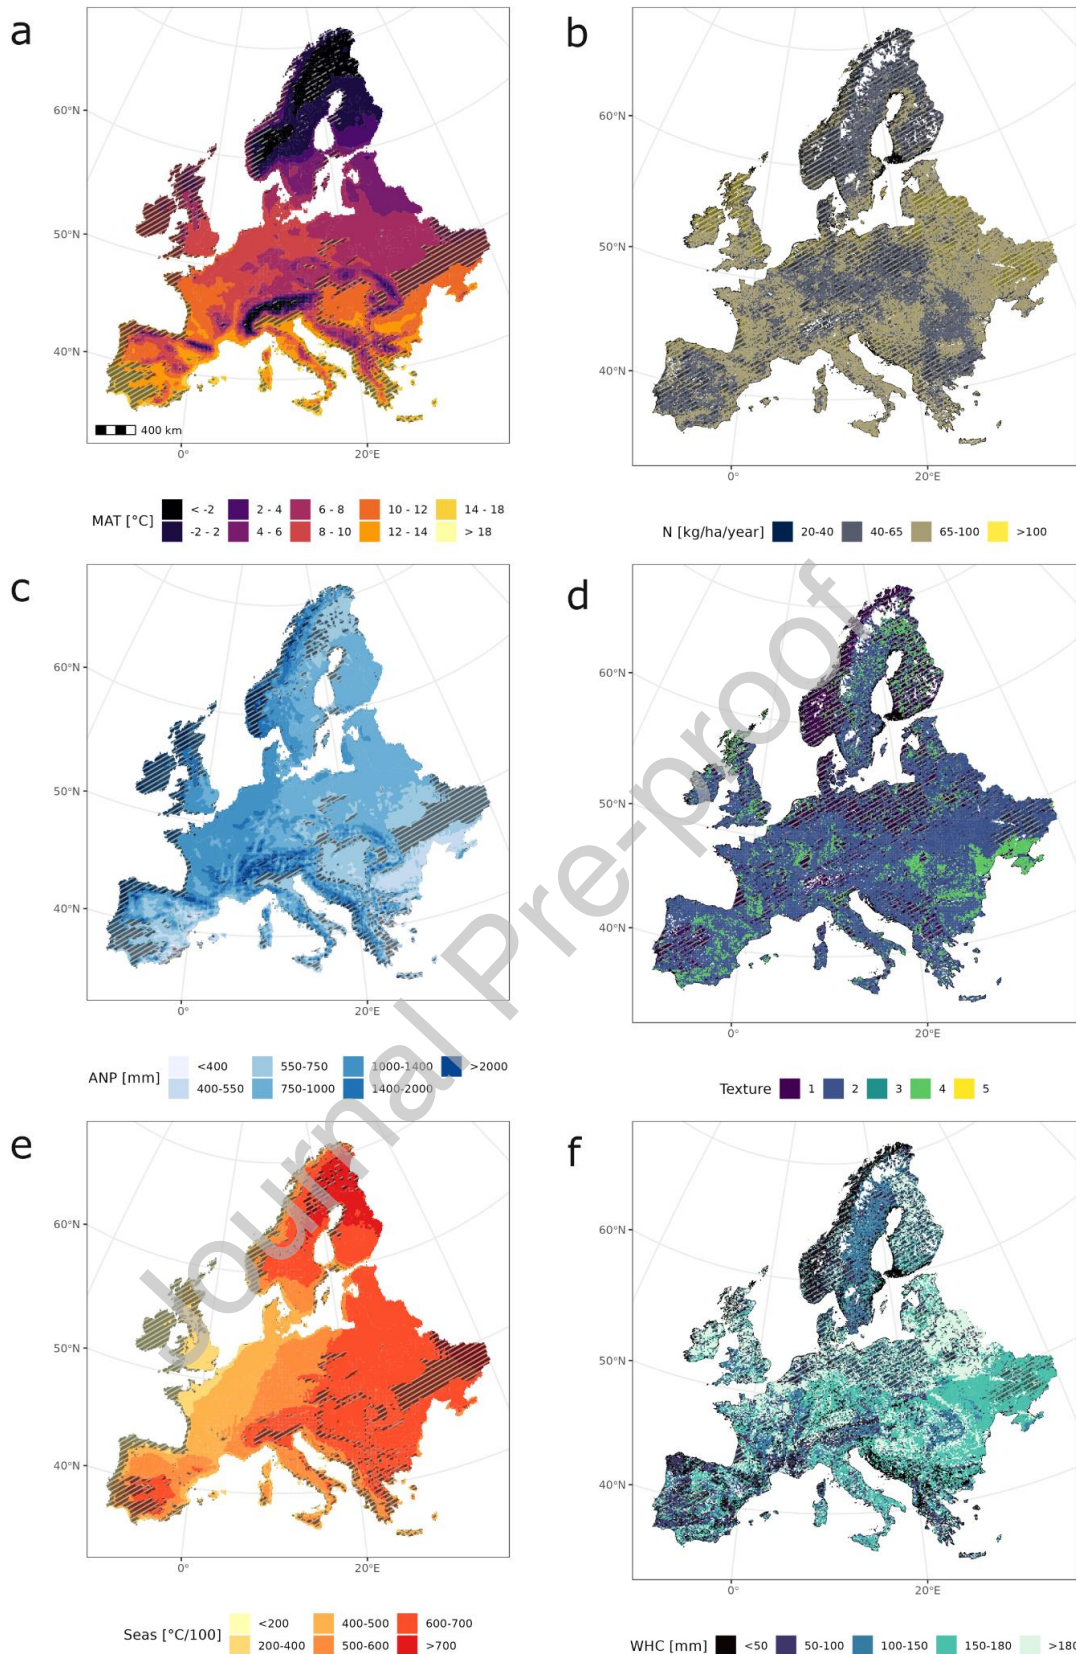 a
60°N
50°N
40°N
400 km
0°
20°E
MAT [°C]
< -2
2 - 4
6 - 8
10 - 12
14 - 18
-2 - 2
4 - 6
8 - 10
12 - 14
> 18
b
60°N
50°N
40°N
0°
20°E
N [kg/ha/year]
20-40
40-65
65-100
>100
c
60°N
50°N
40°N
0°
20°E
ANP [mm]
<400
550-750
1000-1400
>2000
400-550
750-1000
1400-2000
d
60°N
50°N
40°N
0°
20°E
Texture
1
2
3
4
5
e
60°N
50°N
40°N
0°
20°E
Seas [°C/100]
<200
400-500
600-700
200-400
500-600
>700
f
60°N
50°N
40°N
0°
20°E
WHC [mm]
<50
50-100
100-150
150-180
>180
Journal Pre-proof